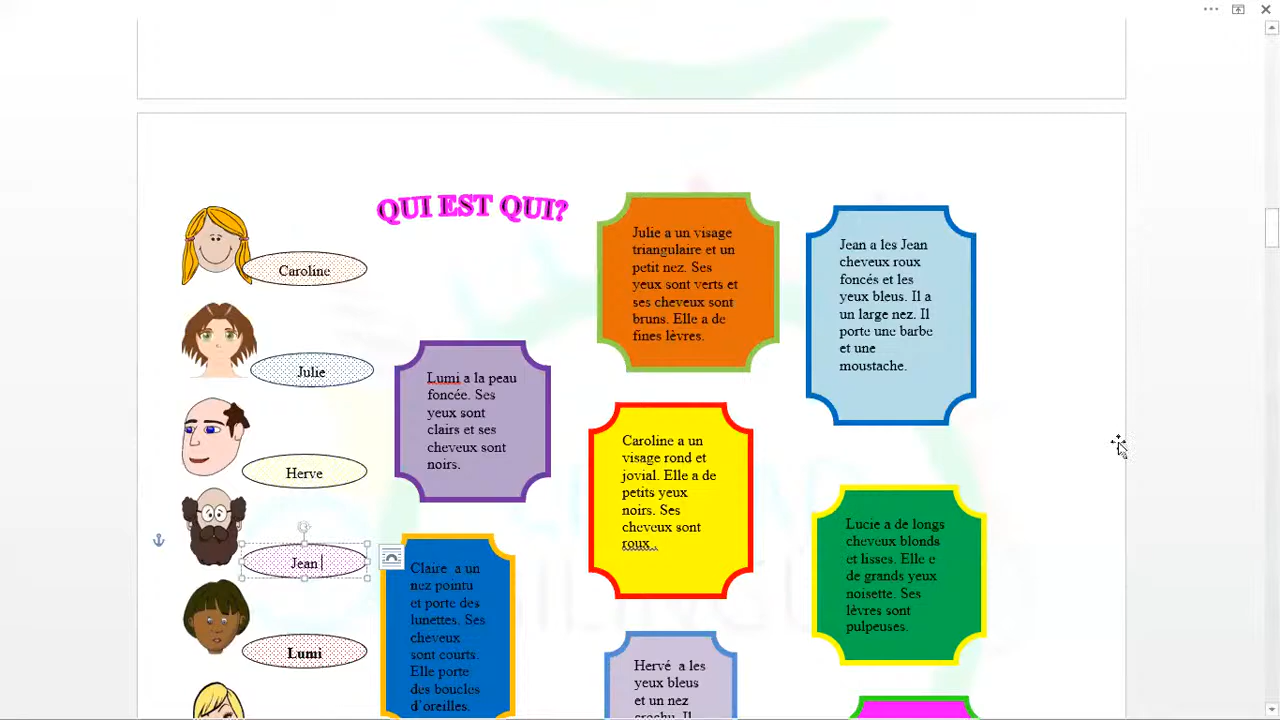 QUI EST QUI?
Caroline
Julie
Herve
Jean
Lumi
Lumi a la peau
foncée. Ses
yeux sont
clairs et ses
cheveux sont
noirs.
Claire a un
nez pointu
et porte des
lunettes. Ses
cheveux
sont courts.
Elle porte
des boucles
d'oreilles.
Julie a un visage
triangulaire et un
petit nez. Ses
yeux sont verts et
ses cheveux sont
bruns. Elle a de
fines lèvres.
Caroline a un
visage rond et
jovial. Elle a de
petits yeux
noirs. Ses
cheveux sont
roux..
Hervé a les
yeux bleus
et un nez
crochu. Il
Jean a les Jean
cheveux roux
foncés et les
yeux bleus. Il a
un large nez. Il
porte une barbe
et une
moustache.
Lucie a de longs
cheveux blonds
et lisses. Elle e
de grands yeux
noisette. Ses
lèvres sont
pulpeuses.